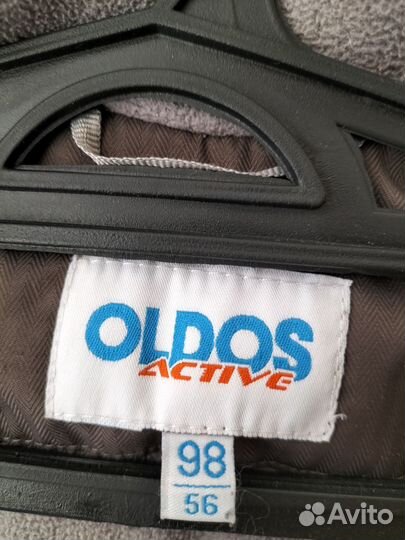 OLDOS
ACTIVE
98
56
Avito